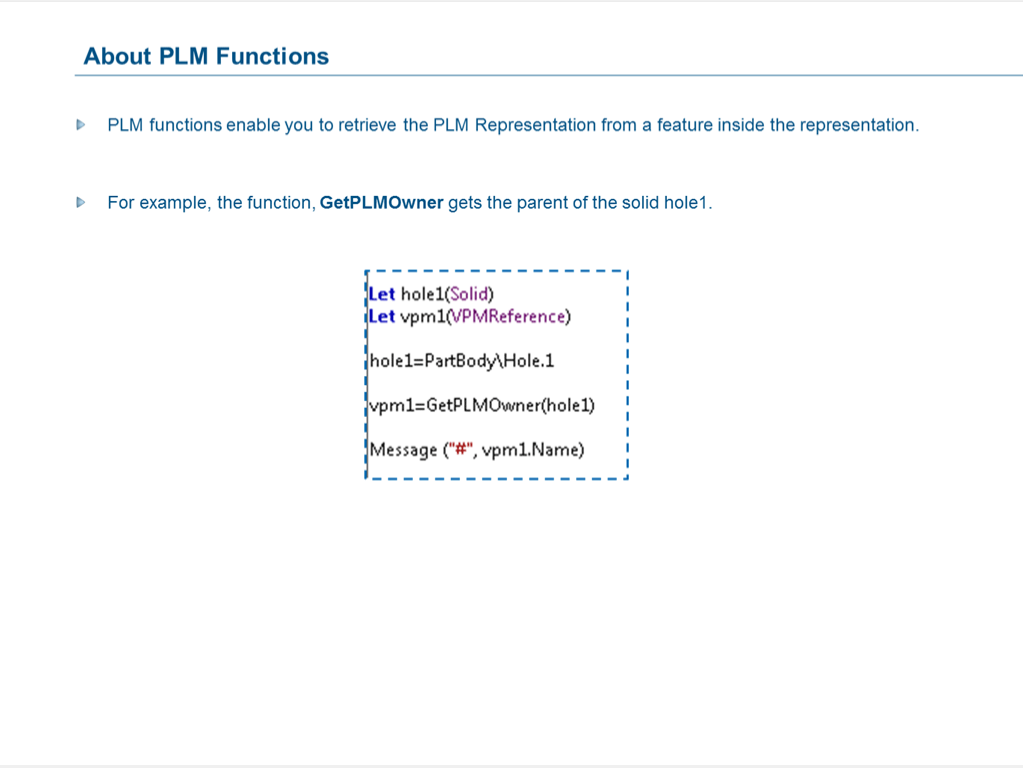 About PLM Functions
PLM functions enable you to retrieve the PLM Representation from a feature inside the representation.
For example, the function, GetPLMOwner gets the parent of the solid hole1.
Let hole1(Solid)
Let vpm1(VPMReference)
hole1=PartBody\Hole.1
vpm1=GetPLMOwner(hole1)
Message ("#", vpm1.Name)